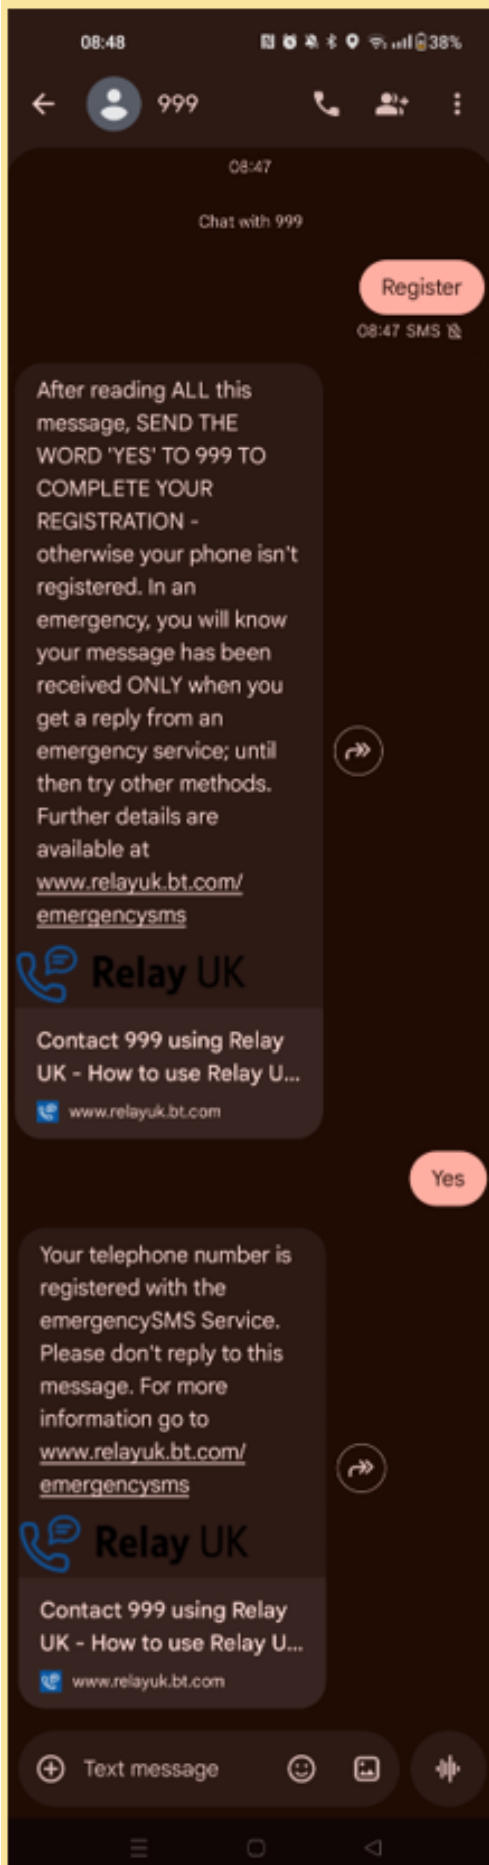 08:48
38%
999
08:47
Chat with 999
Register
08:47 SMS
After reading ALL this
message, SEND THE
WORD 'YES' TO 999 TO
COMPLETE YOUR
REGISTRATION -
otherwise your phone isn't
registered. In an
emergency, you will know
your message has been
received ONLY when you
get a reply from an
emergency service; until
then try other methods.
Further details are
available at
www.relayuk.bt.com/
emergencysms
Relay UK
Contact 999 using Relay
UK - How to use Relay U...
www.relayuk.bt.com
Yes
Your telephone number is
registered with the
emergencySMS Service.
Please don't reply to this
message. For more
information go to
www.relayuk.bt.com/
emergencysms
Relay UK
Contact 999 using Relay
UK - How to use Relay U...
www.relayuk.bt.com
Text message